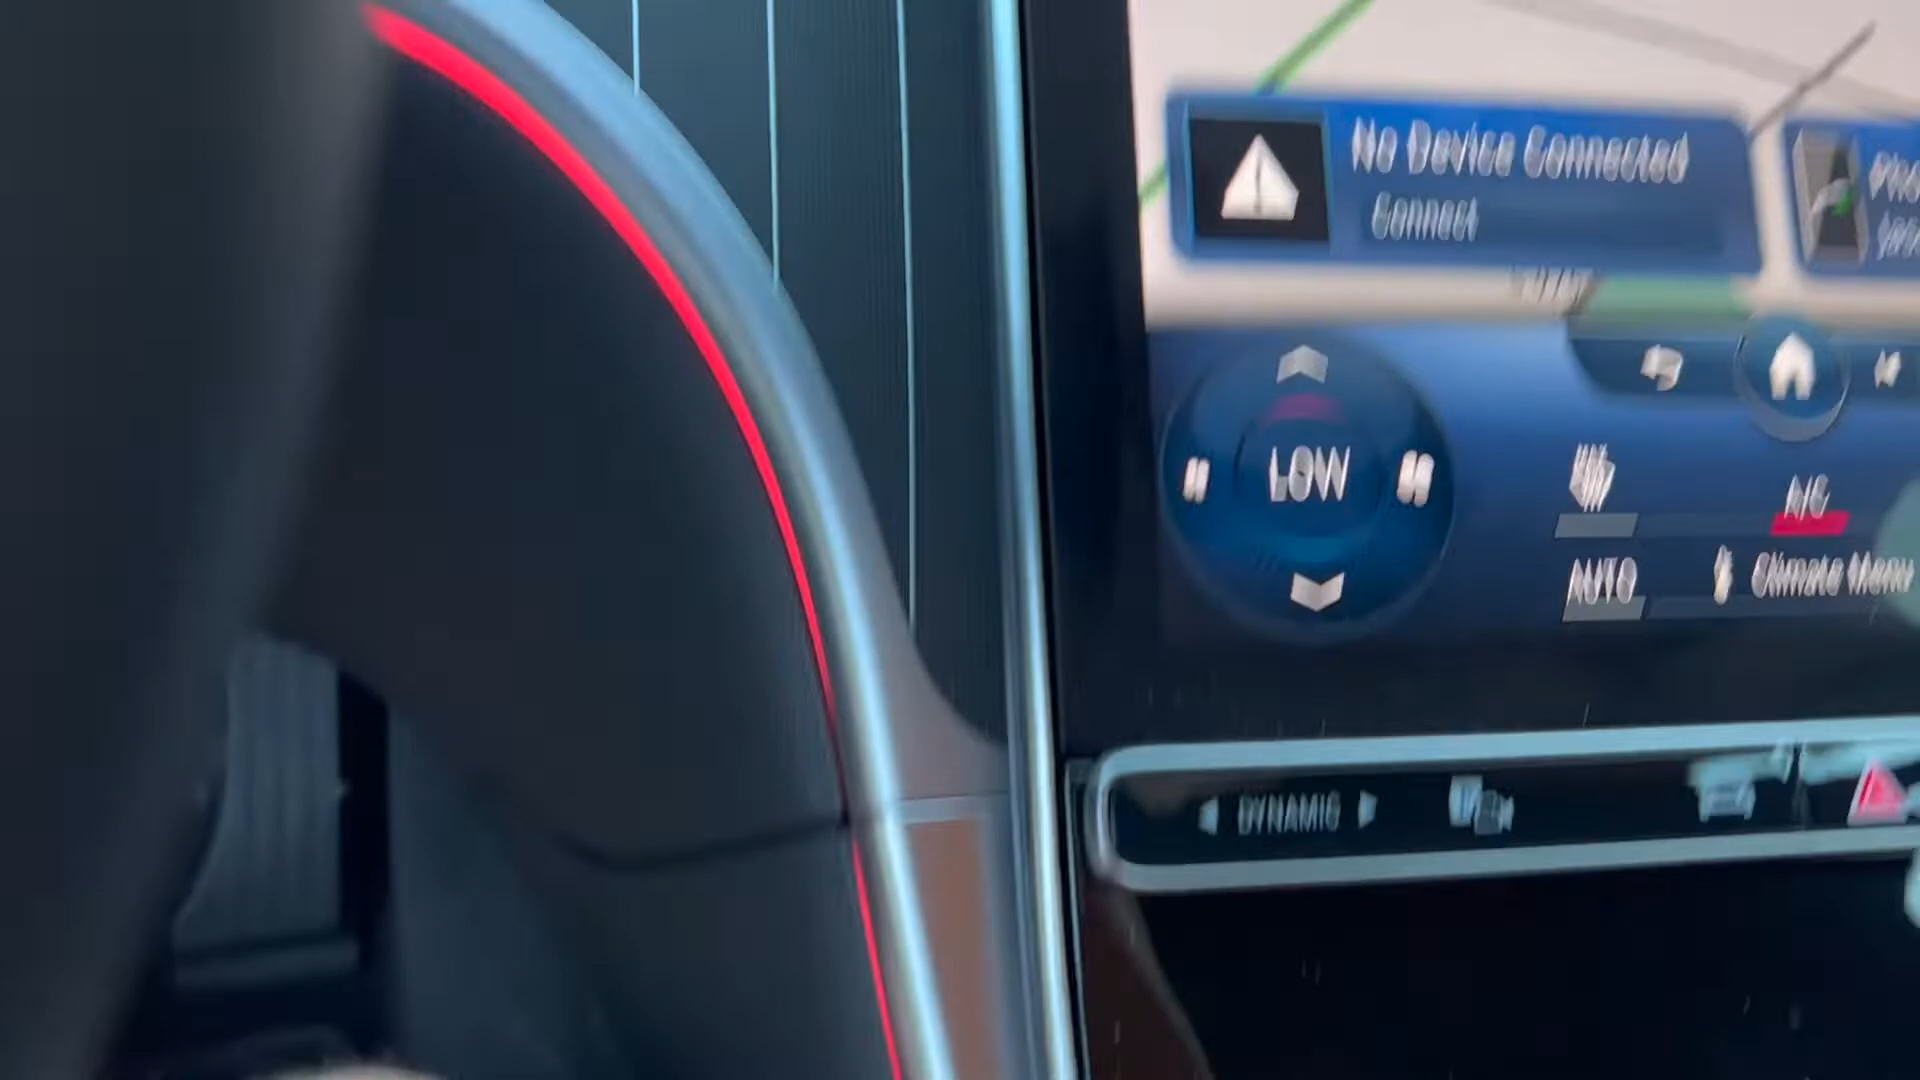 No Device Connected
Connect
LOW
A/C
AUTO
Climate Menu
DYNAMIC